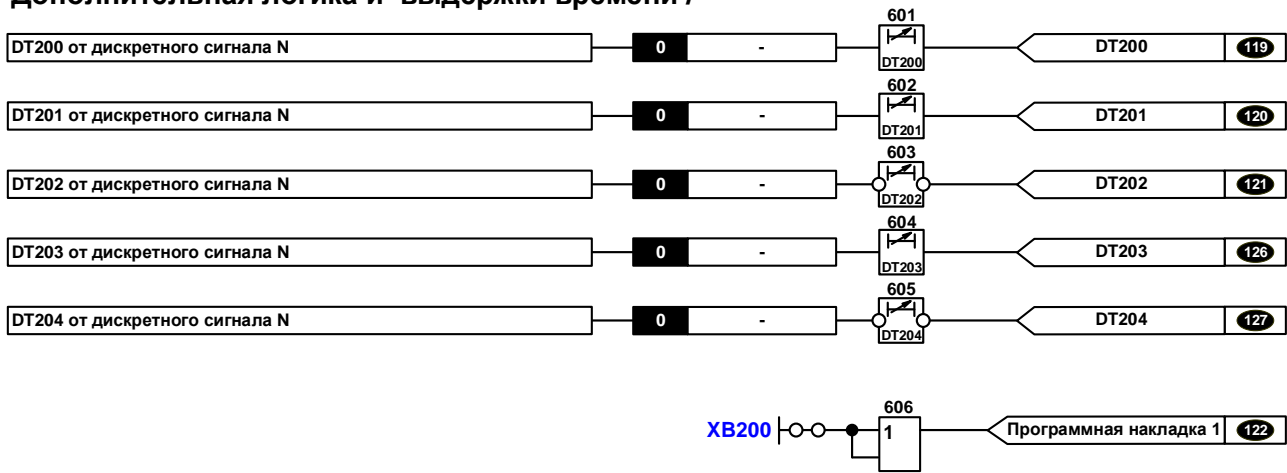 Дополнительная логика и выдержки времени /
601
DT200 от дискретного сигнала N 0 - DT200 DT200 119
602
DT201 от дискретного сигнала N 0 - DT201 DT201 120
603
DT202 от дискретного сигнала N 0 - DT202 DT202 121
604
DT203 от дискретного сигнала N 0 - DT203 DT203 126
605
DT204 от дискретного сигнала N 0 - DT204 DT204 127
606
XB200 1 Программная накладка 1 122